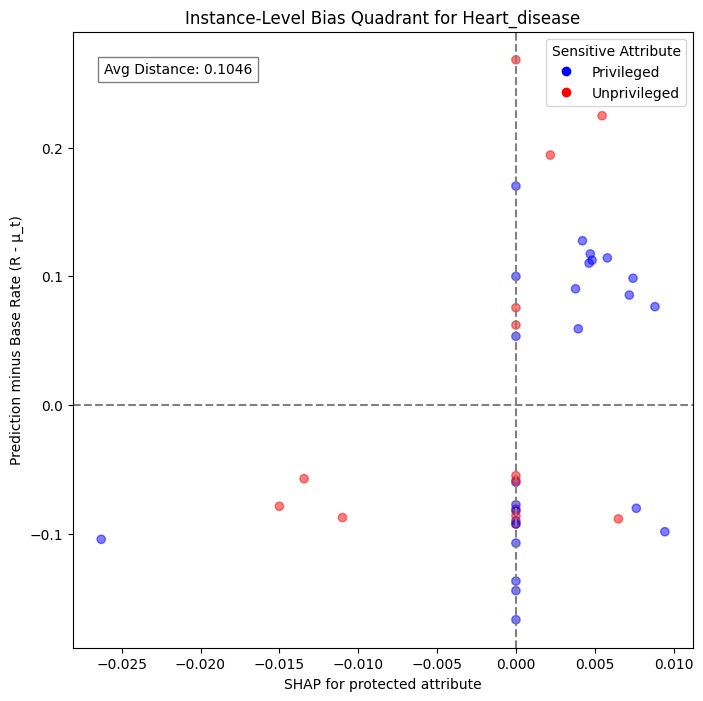 Instance-Level Bias Quadrant for Heart_disease
Avg Distance: 0.1046
Sensitive Attribute
Privileged
Unprivileged
Prediction minus Base Rate (R - μ_t)
0.2
0.1
0.0
−0.1
−0.025
−0.020
−0.015
−0.010
−0.005
0.000
0.005
0.010
SHAP for protected attribute